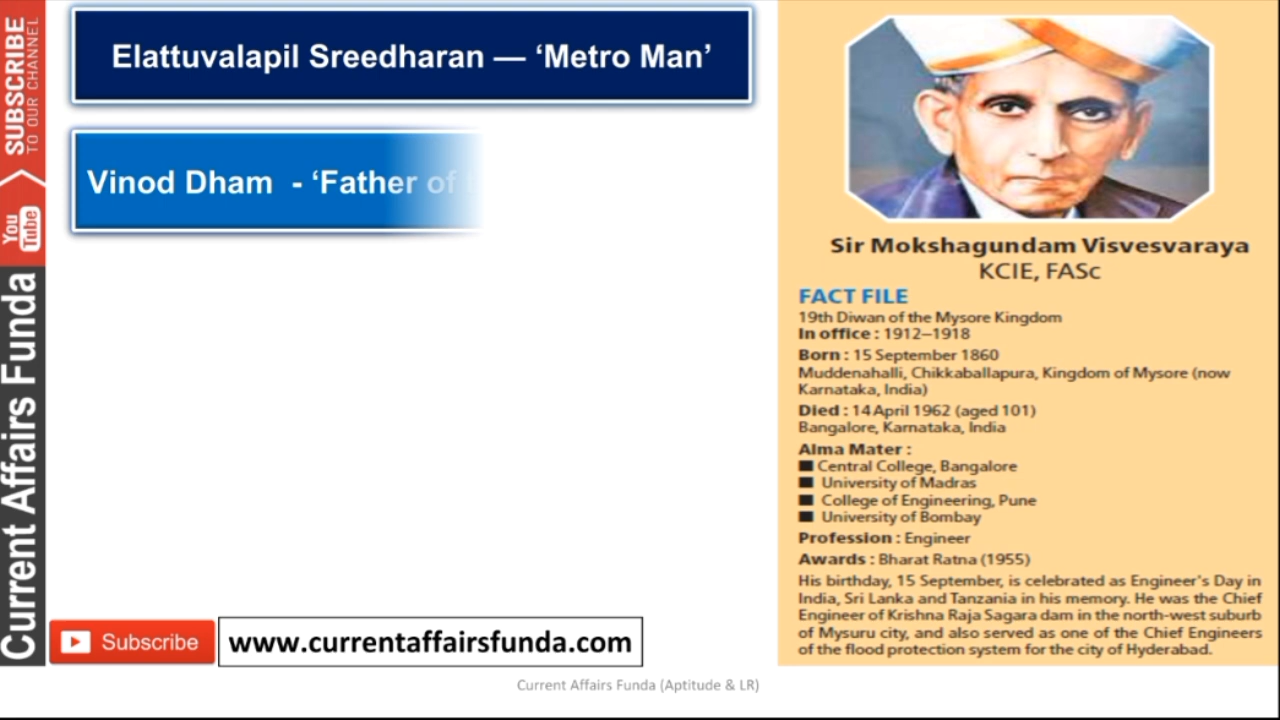 SUBSCRIBE
TO OUR CHANNEL
You
Tube
Current Affairs Funda
Elattuvalapil Sreedharan — ‘Metro Man’
Vinod Dham - ‘Father of
Subscribe
www.currentaffairsfunda.com
Current Affairs Funda (Aptitude & LR)
Sir Mokshagundam Visvesvaraya
KCIE, FASc
FACT FILE
19th Diwan of the Mysore Kingdom
In office : 1912–1918
Born : 15 September 1860
Muddenahalli, Chikkaballapura, Kingdom of Mysore (now
Karnataka, India)
Died : 14 April 1962 (aged 101)
Bangalore, Karnataka, India
Alma Mater :
■ Central College, Bangalore
■ University of Madras
■ College of Engineering, Pune
■ University of Bombay
Profession : Engineer
Awards : Bharat Ratna (1955)
His birthday, 15 September, is celebrated as Engineer's Day in
India, Sri Lanka and Tanzania in his memory. He was the Chief
Engineer of Krishna Raja Sagara dam in the north-west suburb
of Mysuru city, and also served as one of the Chief Engineers
of the flood protection system for the city of Hyderabad.